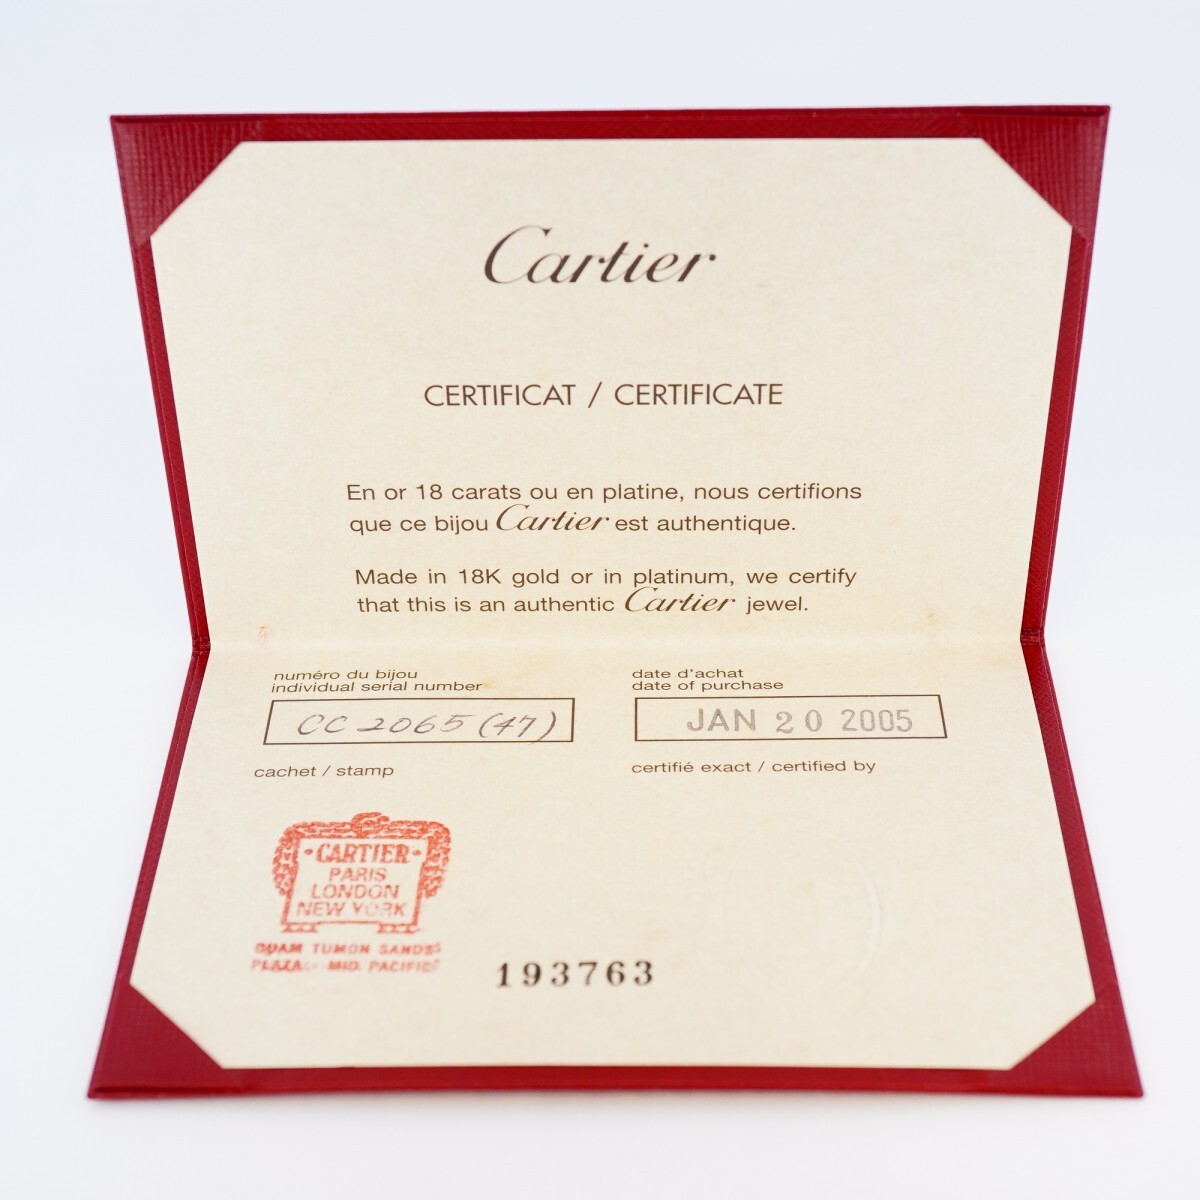 Cartier
CERTIFICAT / CERTIFICATE
En or 18 carats ou en platine, nous certifions
que ce bijou Cartier est authentique.
Made in 18K gold or in platinum, we certify
that this is an authentic Cartier jewel.
numéro du bijou
individual serial number
CC 2065 (47)
date d'achat
date of purchase
JAN 20 2005
cachet / stamp
certifié exact / certified by
·CARTIER·
PARIS
LONDON
NEW YORK
GUAM TUMON SANDS
PLAZA - MID. PACIFIC
193763